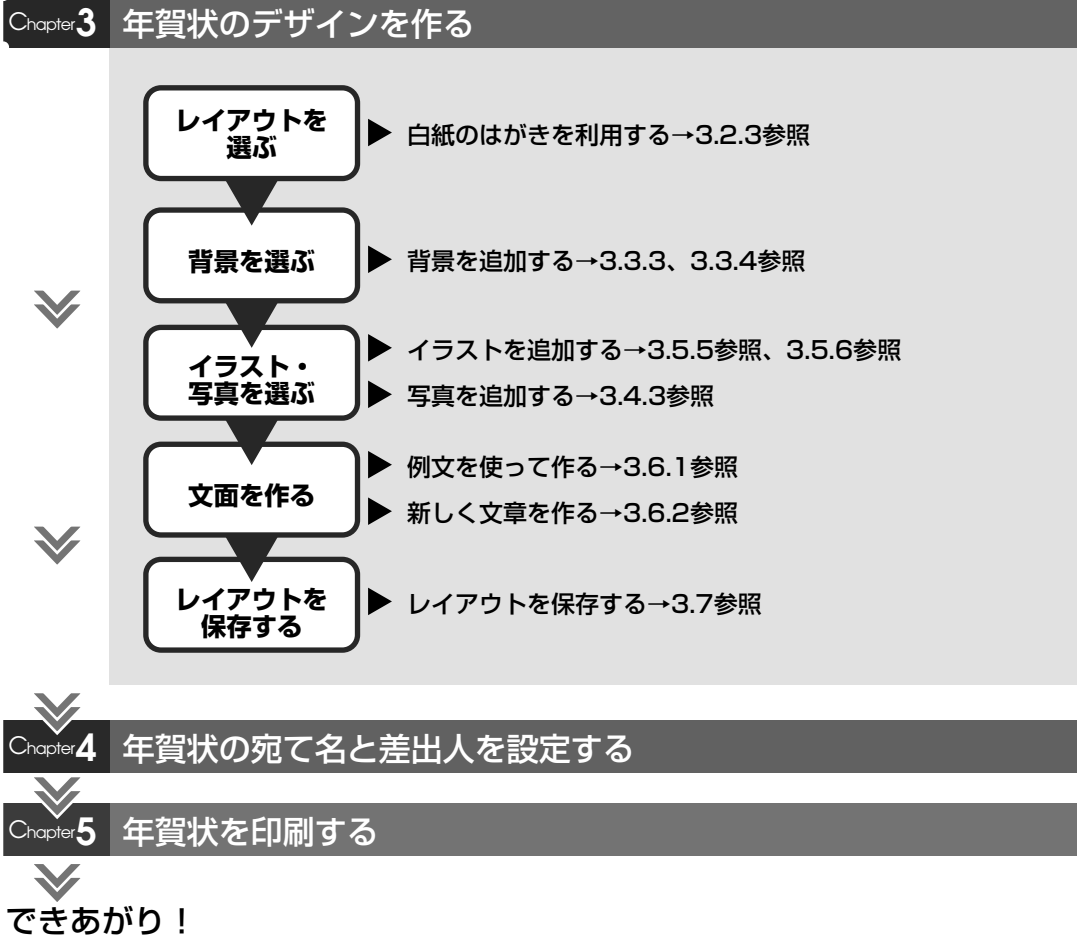 Chapter3 年賀状のデザインを作る
レイアウトを
選ぶ
▶ 白紙のはがきを利用する→3.2.3参照
背景を選ぶ
▶ 背景を追加する→3.3.3、3.3.4参照
イラスト・
写真を選ぶ
▶ イラストを追加する→3.5.5参照、3.5.6参照
▶ 写真を追加する→3.4.3参照
文面を作る
▶ 例文を使って作る→3.6.1参照
▶ 新しく文章を作る→3.6.2参照
レイアウトを
保存する
▶ レイアウトを保存する→3.7参照
Chapter4 年賀状の宛て名と差出人を設定する
Chapter5 年賀状を印刷する
できあがり！